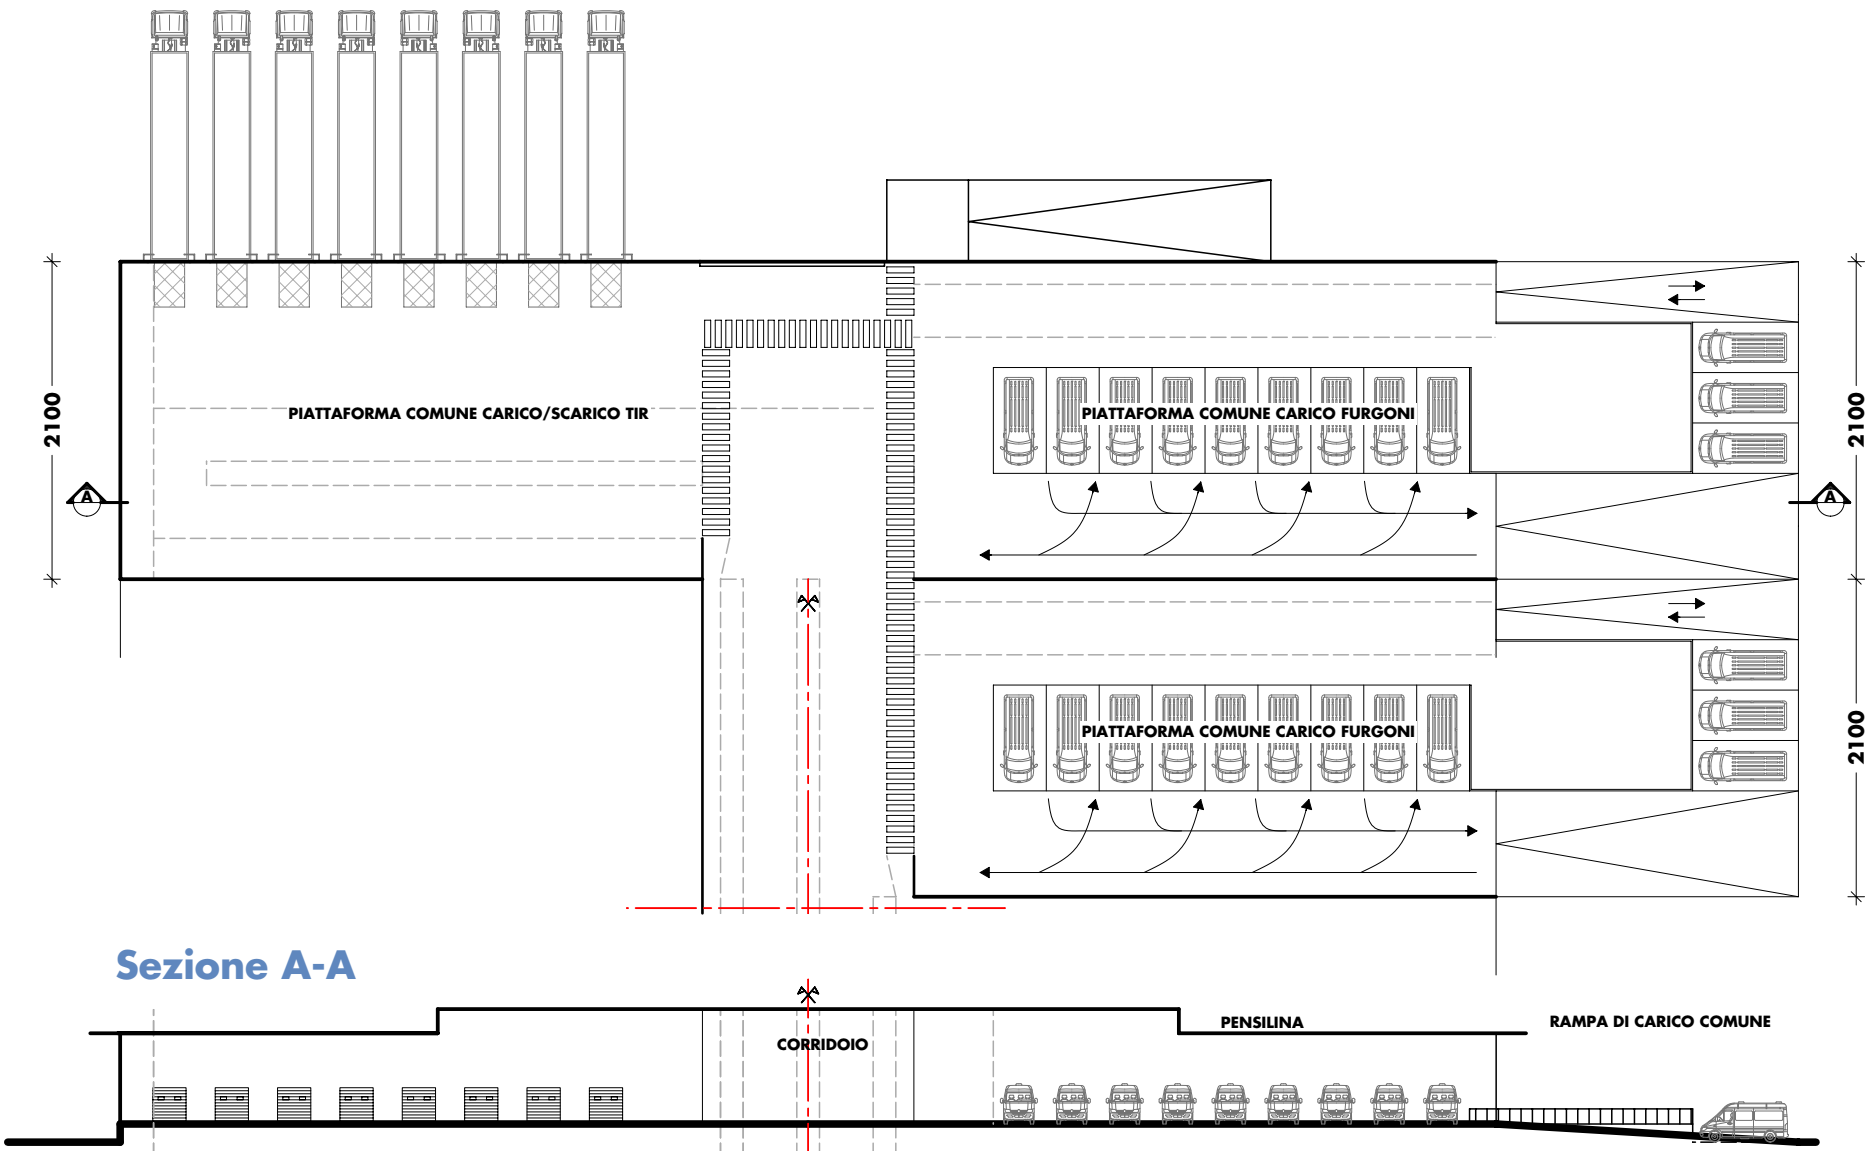 2100
PIATTAFORMA COMUNE CARICO/SCARICO TIR
PIATTAFORMA COMUNE CARICO FURGONI
2100
A
A
PIATTAFORMA COMUNE CARICO FURGONI
2100
Sezione A-A
PENSILINA
RAMPA DI CARICO COMUNE
CORRIDOIO